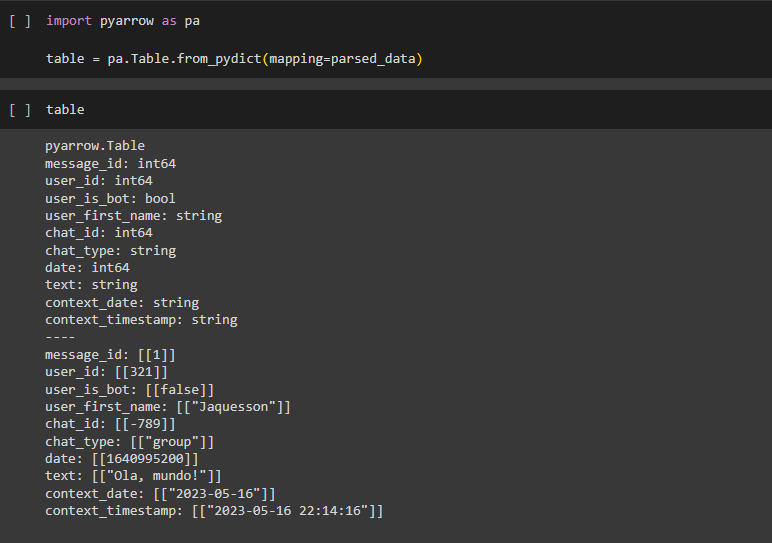 [ ] import pyarrow as pa
table = pa.Table.from_pydict(mapping=parsed_data)
[ ] table
pyarrow.Table
message_id: int64
user_id: int64
user_is_bot: bool
user_first_name: string
chat_id: int64
chat_type: string
date: int64
text: string
context_date: string
context_timestamp: string
----
message_id: [[1]]
user_id: [[321]]
user_is_bot: [[false]]
user_first_name: [["Jaquesson"]]
chat_id: [[-789]]
chat_type: [["group"]]
date: [[1640995200]]
text: [["Ola, mundo!"]]
context_date: [["2023-05-16"]]
context_timestamp: [["2023-05-16 22:14:16"]]